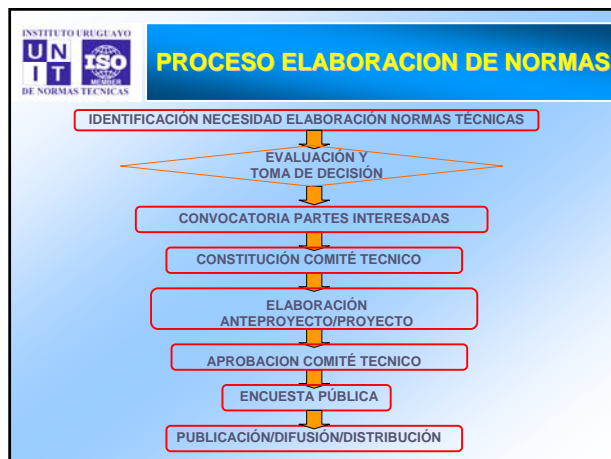 INSTITUTO URUGUAYO
UNIT
ISO
MEMBER
DE NORMAS TECNICAS
PROCESO ELABORACION DE NORMAS
IDENTIFICACIÓN NECESIDAD ELABORACIÓN NORMAS TÉCNICAS
EVALUACIÓN Y
TOMA DE DECISIÓN
CONVOCATORIA PARTES INTERESADAS
CONSTITUCIÓN COMITÉ TECNICO
ELABORACIÓN
ANTEPROYECTO/PROYECTO
APROBACION COMITÉ TECNICO
ENCUESTA PÚBLICA
PUBLICACIÓN/DIFUSIÓN/DISTRIBUCIÓN